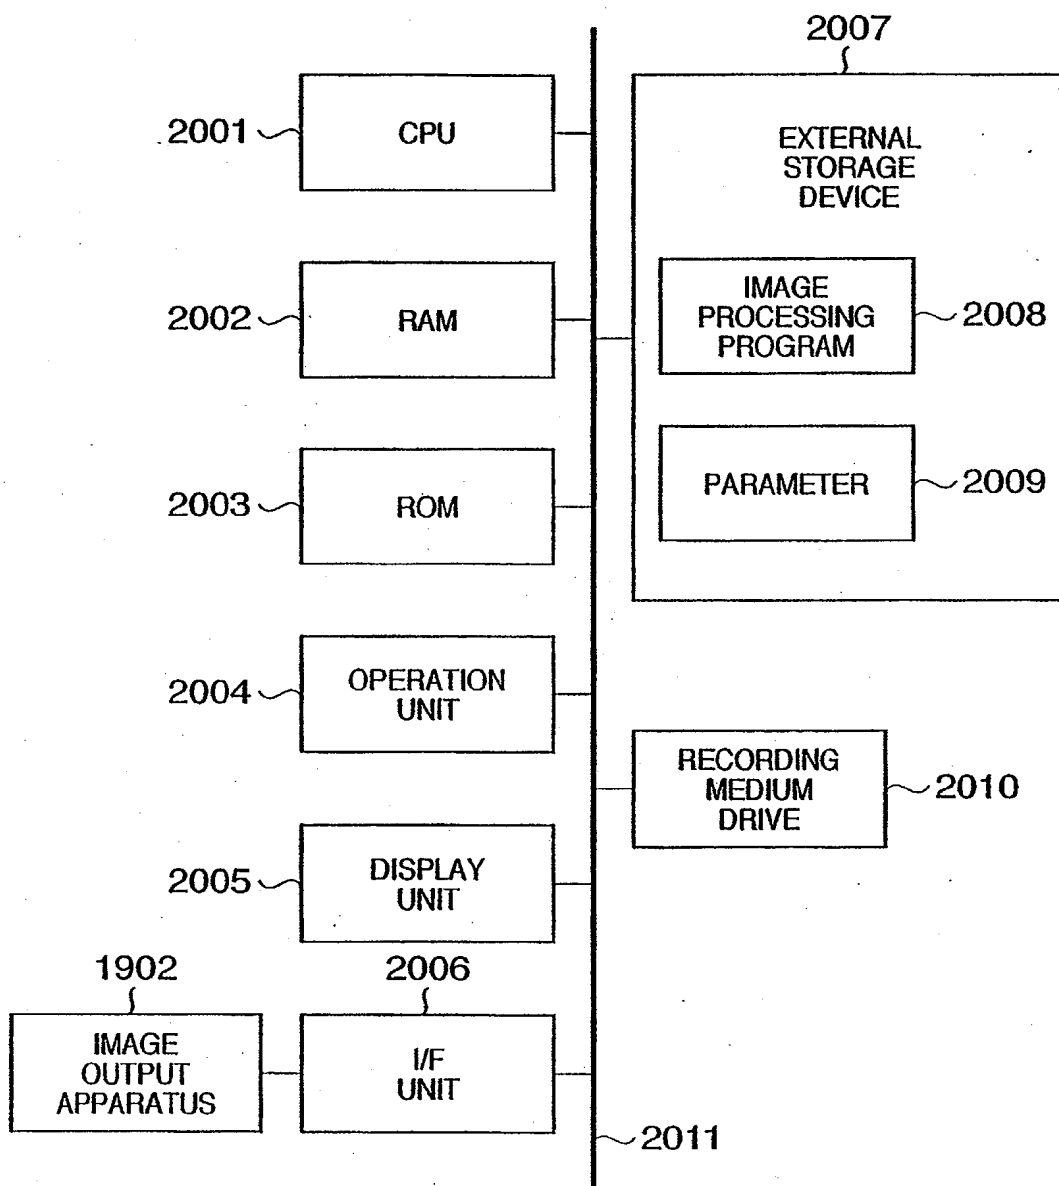 2007
2001
CPU
EXTERNAL
STORAGE
DEVICE
2002
RAM
IMAGE
PROCESSING
PROGRAM
2008
2003
ROM
PARAMETER
2009
2004
OPERATION
UNIT
RECORDING
MEDIUM
DRIVE
2010
2005
DISPLAY
UNIT
1902
2006
IMAGE
OUTPUT
APPARATUS
I/F
UNIT
2011